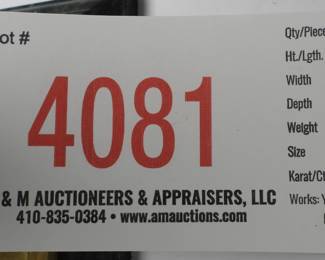 ot #
4081
& M AUCTIONEERS & APPRAISERS, LLC
410-835-0384 • www.amauctions.com
Qty/Piece
Ht./Lgth.
Width
Depth
Weight
Size
Karat/Ct
Works: Y